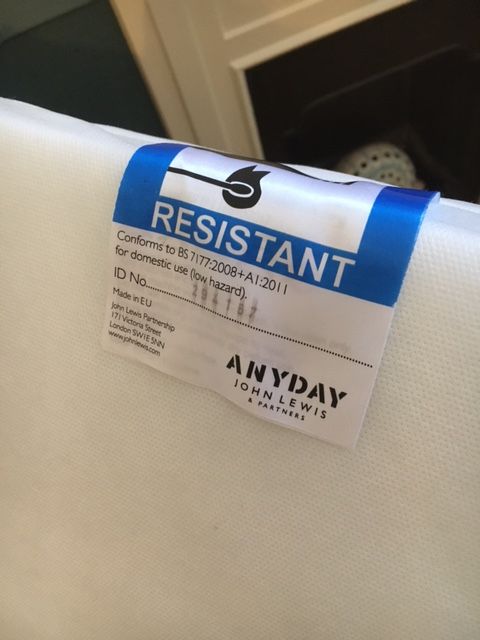 RESISTANT
Conforms to BS 7177:2008+A1:2011
for domestic use (low hazard).
ID No.
Made in EU
John Lewis Partnership
171 Victoria Street
London SW1E 5NN
www.johnlewis.com
ANYDAY
JOHN LEWIS
& PARTNERS